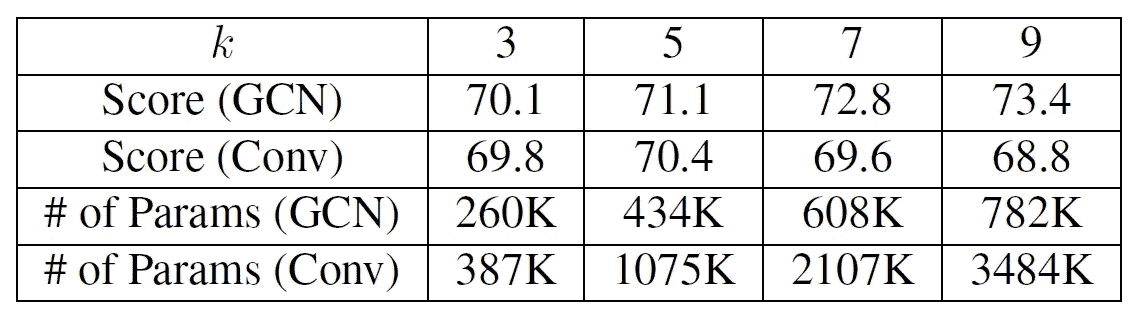 k 3 5 7 9
Score (GCN) 70.1 71.1 72.8 73.4
Score (Conv) 69.8 70.4 69.6 68.8
# of Params (GCN) 260K 434K 608K 782K
# of Params (Conv) 387K 1075K 2107K 3484K